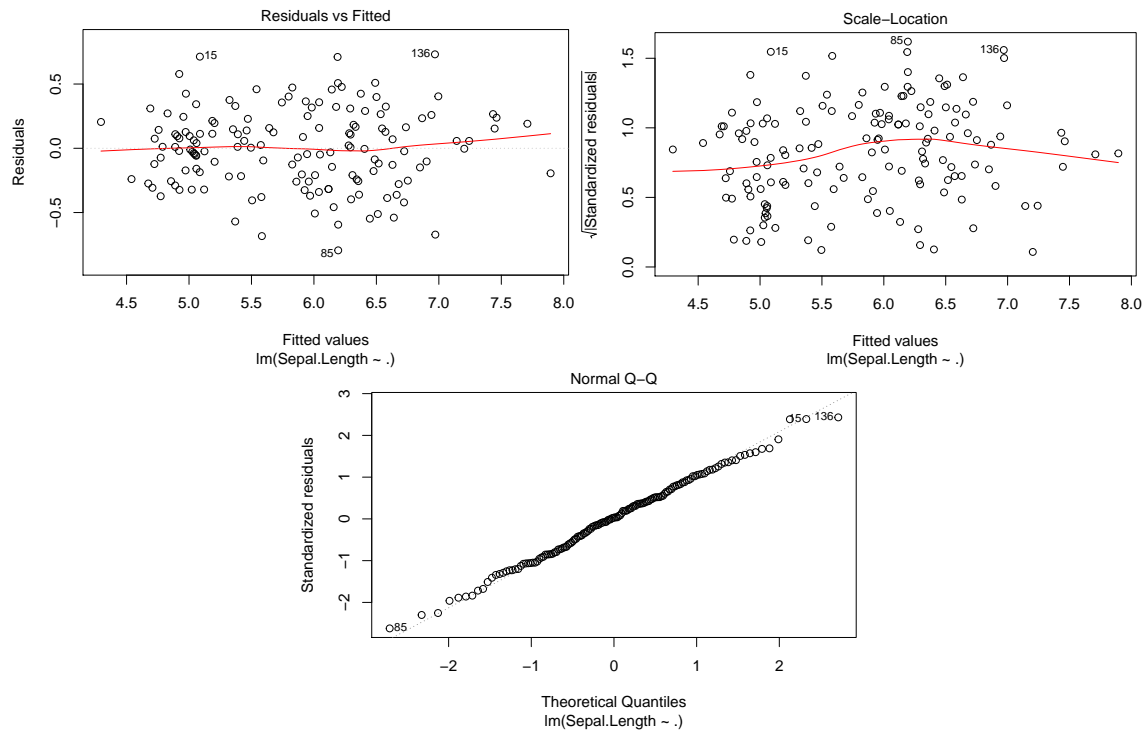 Residuals vs Fitted
Residuals
0.5
0.0
−0.5
15
136
85
4.5 5.0 5.5 6.0 6.5 7.0 7.5 8.0
Fitted values
lm(Sepal.Length ~ .)
Scale−Location
√|Standardized residuals|
1.5
1.0
0.5
0.0
85
15
136
4.5 5.0 5.5 6.0 6.5 7.0 7.5 8.0
Fitted values
lm(Sepal.Length ~ .)
Normal Q−Q
Standardized residuals
3
2
1
0
−1
−2
15
136
85
−2 −1 0 1 2
Theoretical Quantiles
lm(Sepal.Length ~ .)